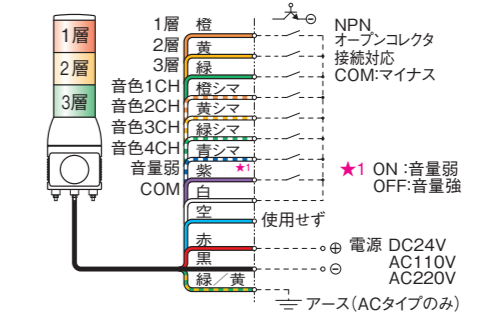 1層
2層
3層
1層 橙
2層 黄
3層 緑
音色1CH 橙シマ
音色2CH 黄シマ
音色3CH 緑シマ
音色4CH 青シマ
音量弱 紫 ★1
COM 白
空 使用せず
赤
黒
緑/黄
⊖
NPN
オープンコレクタ
接続対応
COM:マイナス
★1 ON :音量弱
OFF:音量強
⊕ 電源 DC24V
AC110V
⊖ AC220V
アース(ACタイプのみ)